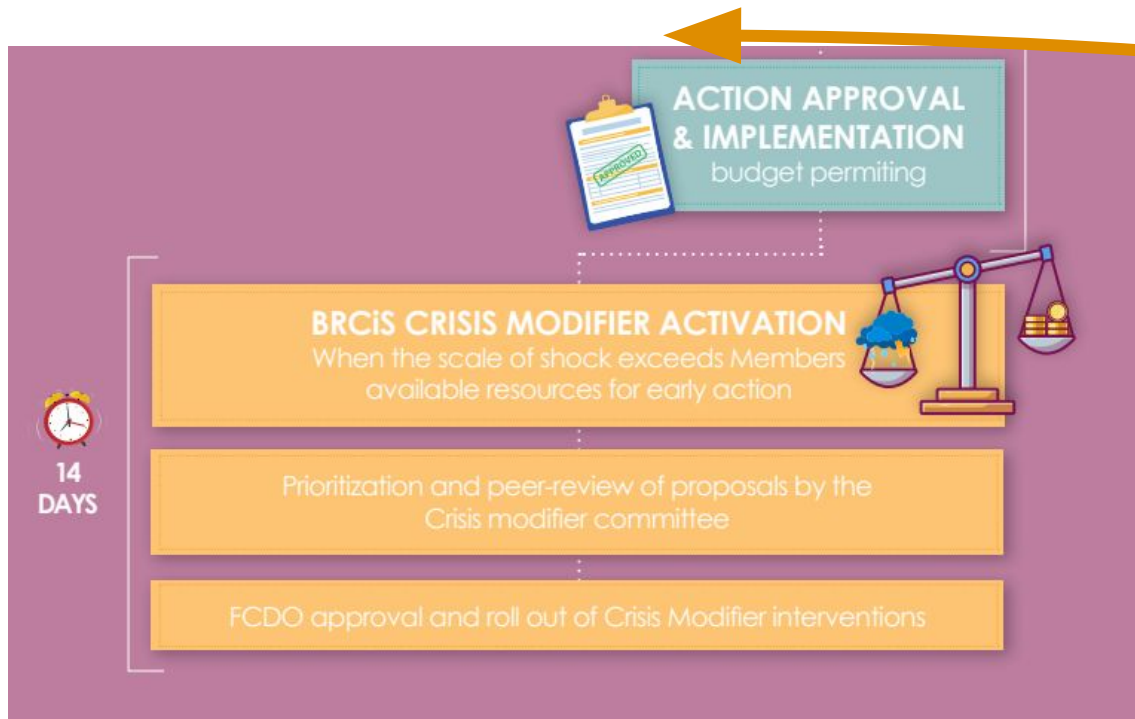 ACTION APPROVAL
& IMPLEMENTATION
budget permiting
APPROVED
BRCiS CRISIS MODIFIER ACTIVATION
When the scale of shock exceeds Members
available resources for early action
14
DAYS
Prioritization and peer-review of proposals by the
Crisis modifier committee
FCDO approval and roll out of Crisis Modifier interventions